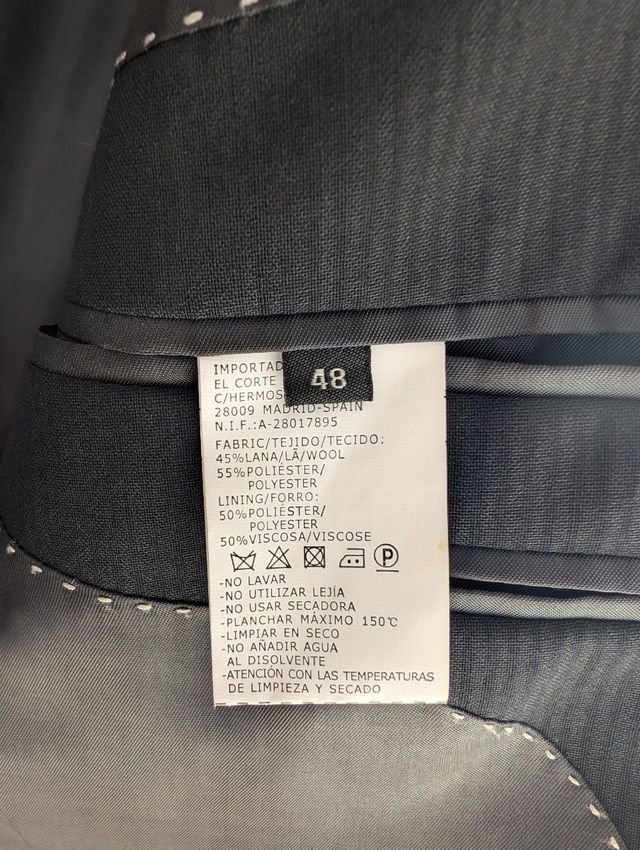 48
IMPORTAD
EL CORTE
C/HERMOS
28009 MADRID-SPAIN
N.I.F.:A-28017895
FABRIC/TEJIDO/TECIDO:
45%LANA/LÃ/WOOL
55%POLIÉSTER/
POLYESTER
LINING/FORRO:
50%POLIÉSTER/
POLYESTER
50%VISCOSA/VISCOSE
P
-NO LAVAR
-NO UTILIZAR LEJÍA
-NO USAR SECADORA
-PLANCHAR MÁXIMO 150℃
-LIMPIAR EN SECO
-NO AÑADIR AGUA
AL DISOLVENTE
-ATENCIÓN CON LAS TEMPERATURAS
DE LIMPIEZA Y SECADO